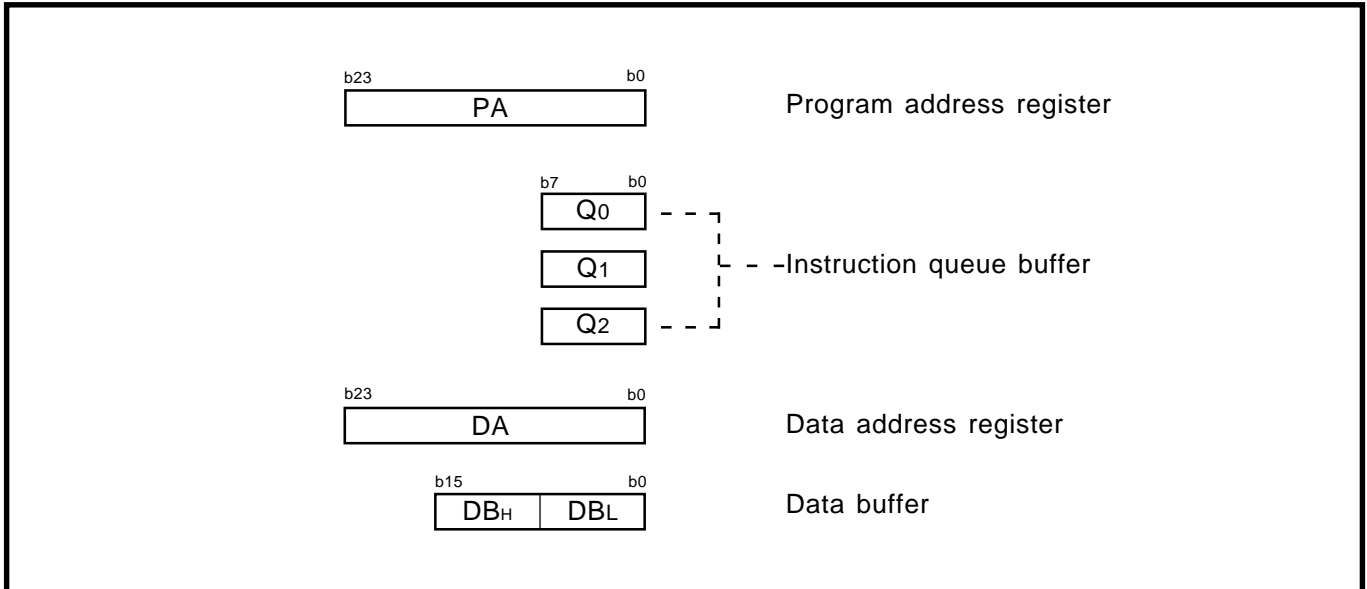 b23 b0
PA Program address register
b7 b0
Q0
Q1 Instruction queue buffer
Q2
b23 b0
DA Data address register
b15 b0
DBH DBL Data buffer